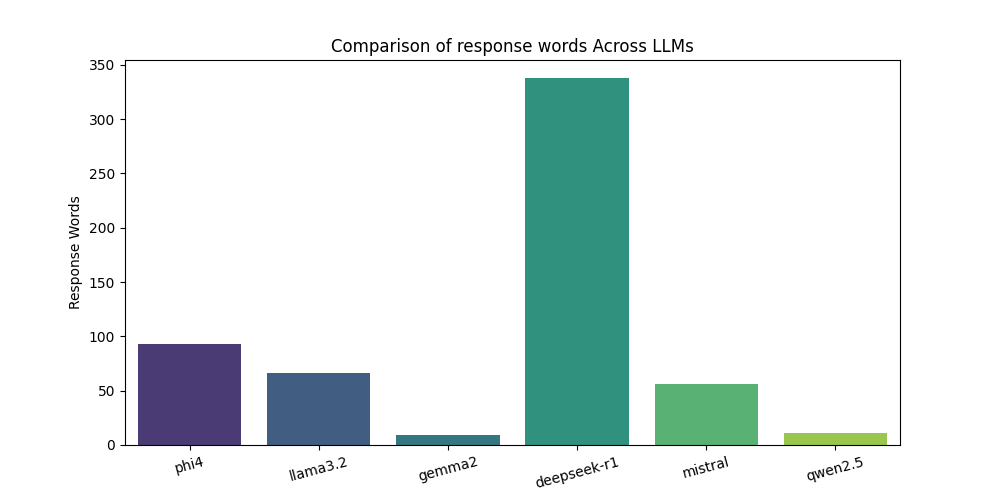 Comparison of response words Across LLMs
350
300
250
200
150
100
50
0
Response Words
phi4
llama3.2
gemma2
deepseek-r1
mistral
qwen2.5